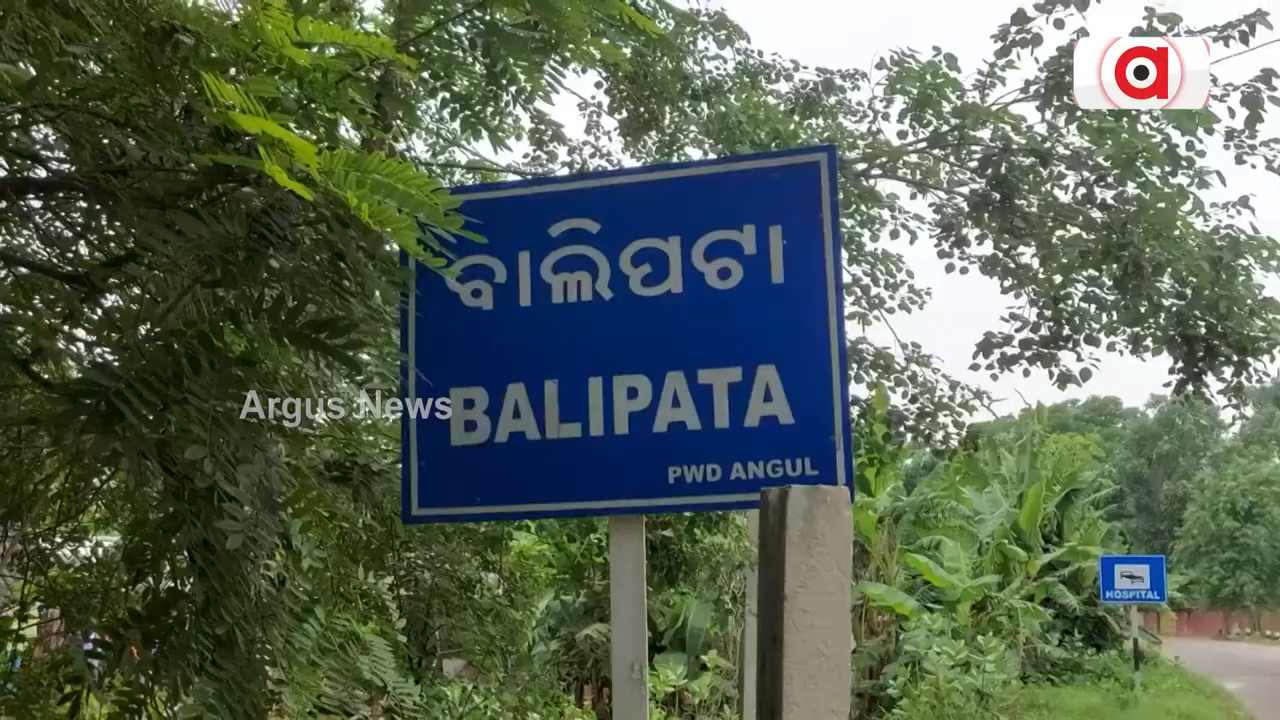 a
ବାଲିପଟା
BALIPATA
Argus News
PWD ANGUL
HOSPITAL